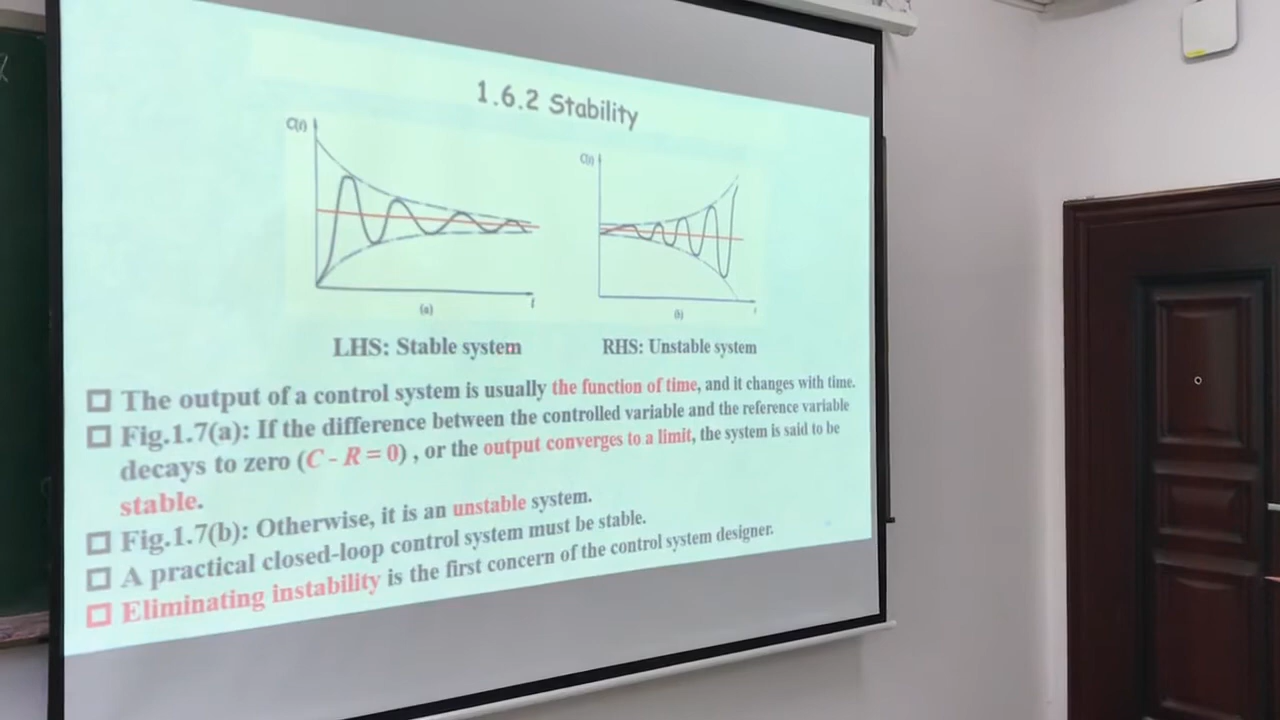 1.6.2 Stability
C(t)
C(t)
t
(a)
(b)
LHS: Stable system
RHS: Unstable system
The output of a control system is usually the function of time, and it changes with time.
Fig.1.7(a): If the difference between the controlled variable and the reference variable
decays to zero (C - R = 0) , or the output converges to a limit, the system is said to be
stable.
Fig.1.7(b): Otherwise, it is an unstable system.
A practical closed-loop control system must be stable.
Eliminating instability is the first concern of the control system designer.